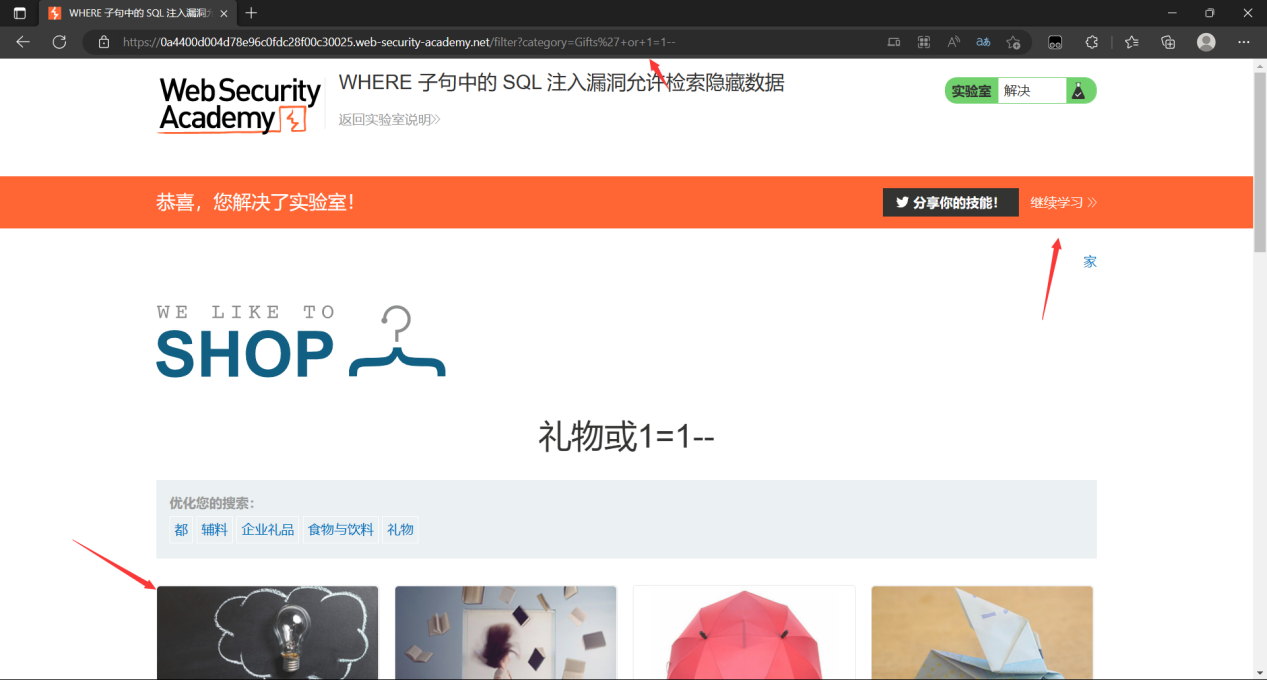 WHERE 子句中的 SQL 注入漏洞允
https://0a4400d004d78e96c0fdc28f00c30025.web-security-academy.net/filter?category=Gifts%27+or+1=1--
Web Security
Academy
WHERE 子句中的 SQL 注入漏洞允许检索隐藏数据
返回实验室说明
实验室 解决
恭喜，您解决了实验室！
分享你的技能！ 继续学习
家
WE LIKE TO
SHOP
礼物或1=1--
优化您的搜索：
都 辅料 企业礼品 食物与饮料 礼物